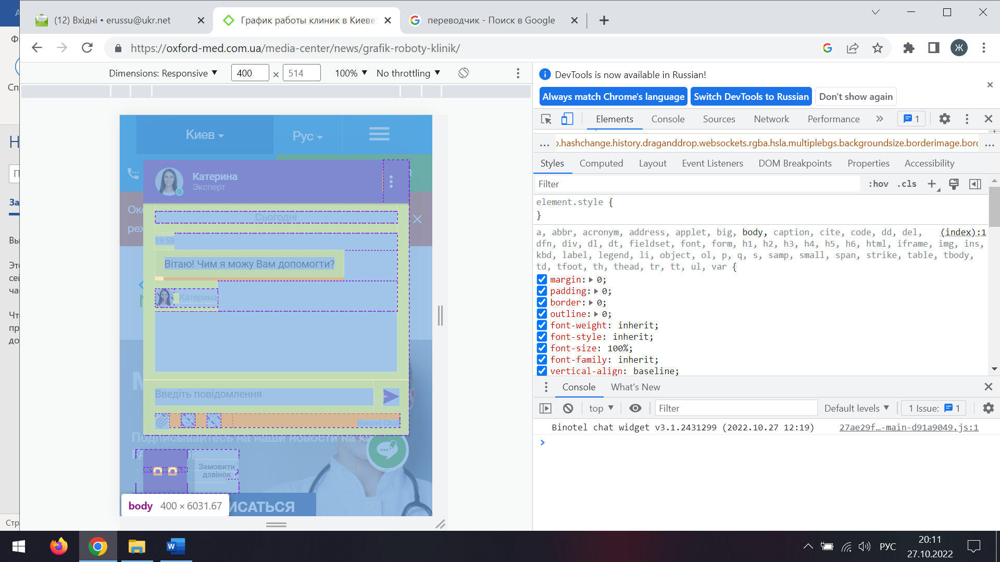 (12) Вхідні • erussu@ukr.net
График работы клиник в Киеве:
переводчик - Поиск в Google
https://oxford-med.com.ua/media-center/news/grafik-roboty-klinik/
Ж
Dimensions: Responsive
400 × 514
100%
No throttling
Киев
Рус
Катерина
Эксперт
Сьогодні
19:59
Вітаю! Чим я можу Вам допомогти?
Катерина
Введіть повідомлення
Binotel Chat
Подписывайтесь на наши новости на ка
Замовити
дзвінок
ИСАТЬСЯ
body 400 × 6031.67
DevTools is now available in Russian!
Always match Chrome's language
Switch DevTools to Russian
Don't show again
Elements
Console
Sources
Network
Performance
1
... .hashchange.history.draganddrop.websockets.rgba.hsla.multiplebgs.backgroundsize.borderimage.bord ...
Styles
Computed
Layout
Event Listeners
DOM Breakpoints
Properties
Accessibility
Filter
:hov .cls
element.style {
}
a, abbr, acronym, address, applet, big, body, caption, cite, code, dd, del, (index):1
dfn, div, dl, dt, fieldset, font, form, h1, h2, h3, h4, h5, h6, html, iframe, img, ins,
kbd, label, legend, li, object, ol, p, q, s, samp, small, span, strike, table, tbody,
td, tfoot, th, thead, tr, tt, ul, var {
margin: 0;
padding: 0;
border: 0;
outline: 0;
font-weight: inherit;
font-style: inherit;
font-size: 100%;
font-family: inherit;
vertical-align: baseline;
Console
What's New
top
Filter
Default levels
1 Issue: 1
Binotel chat widget v3.1.2431299 (2022.10.27 12:19)
27ae29f…-main-d91a9049.js:1
РУС
20:11
27.10.2022